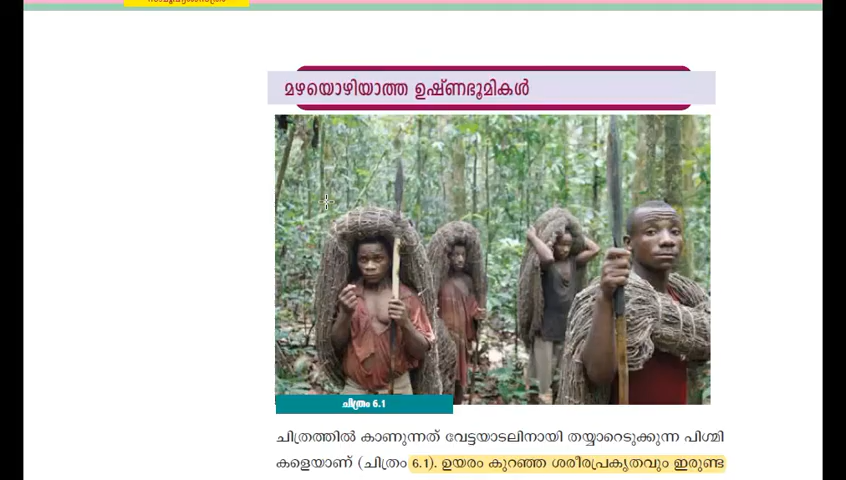 മഴയൊഴിയാത്ത ഉഷ്ണഭൂമികൾ
ചിത്രം 6.1
ചിത്രത്തിൽ കാണുന്നത് വേട്ടയാടലിനായി തയ്യാറെടുക്കുന്ന പിഗ്മി
കളെയാണ് (ചിത്രം 6.1). ഉയരം കുറഞ്ഞ ശരീരപ്രകൃതവും ഇരുണ്ട